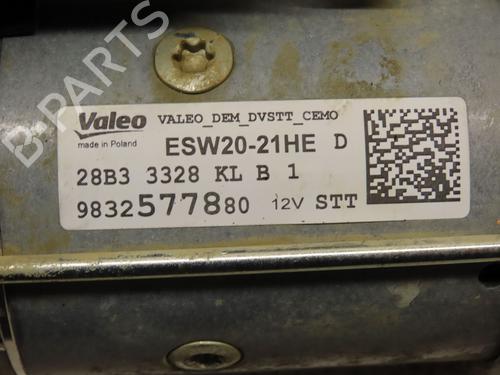 B-PARTS
Valeo VALEO_DEM_DVSTT_CEMO
made in Poland ESW20-21HE D
28B3 3328 KL B 1
9832577880 12V STT